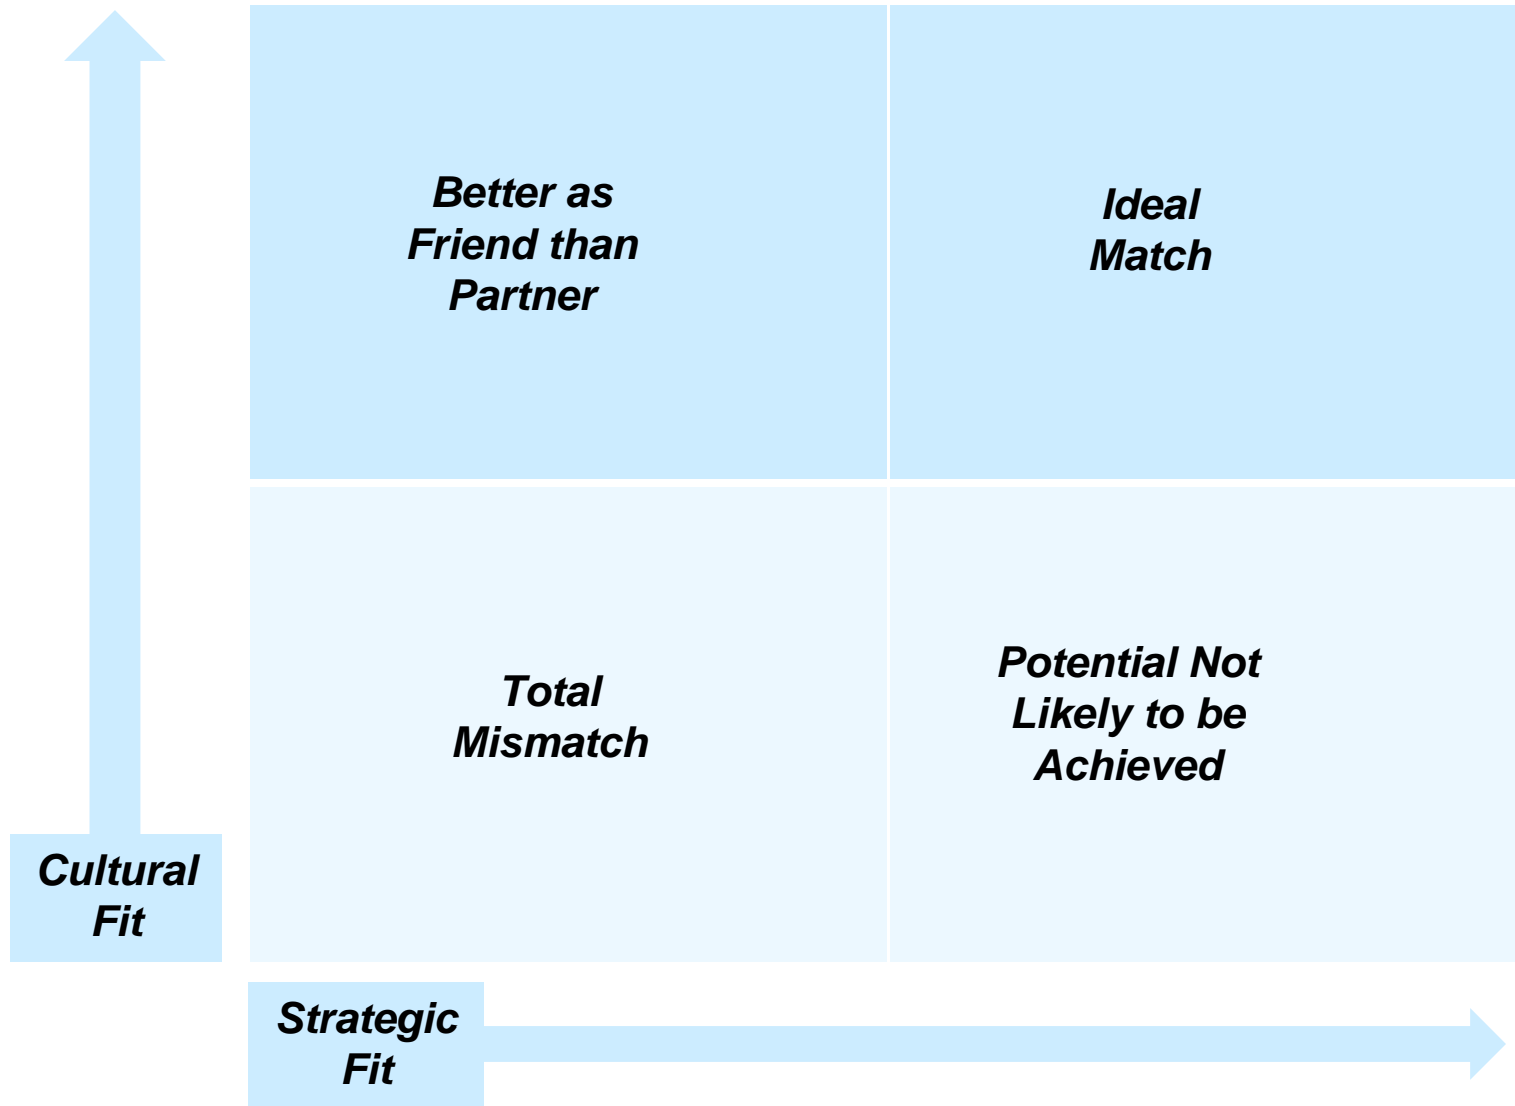 Better as
Friend than
Partner
Ideal
Match
Total
Mismatch
Potential Not
Likely to be
Achieved
Cultural
Fit
Strategic
Fit